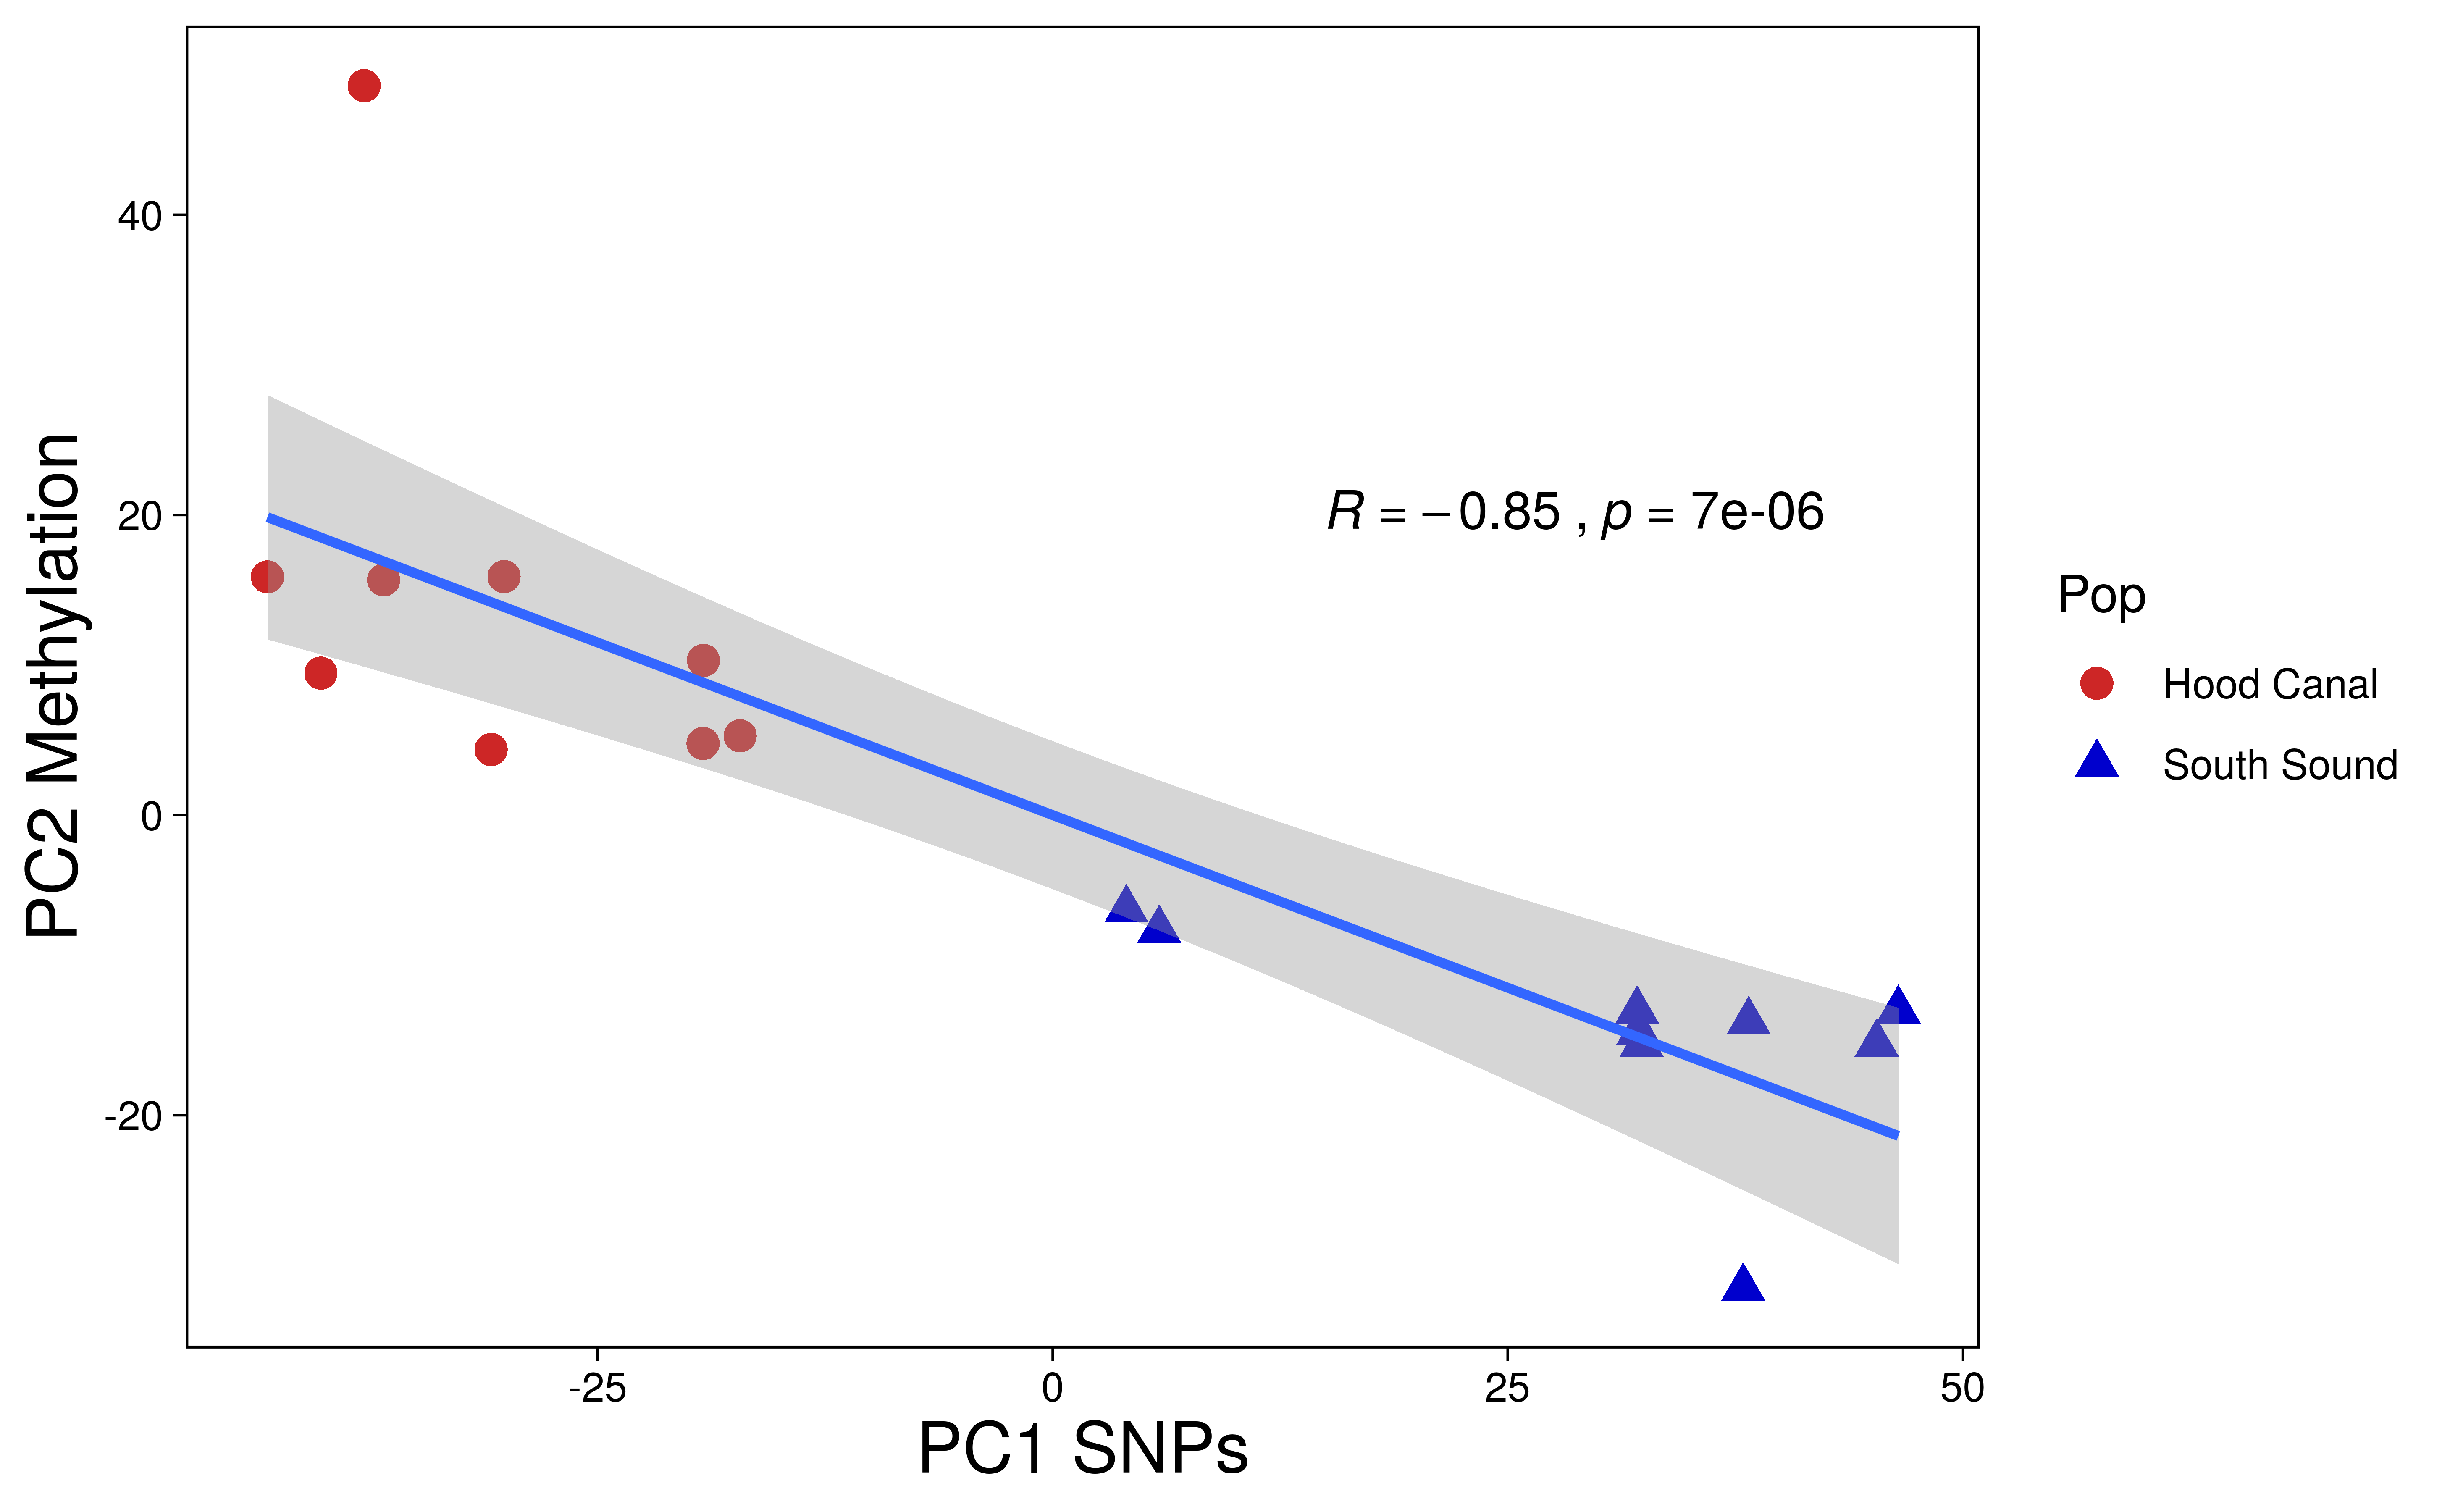 PC2 Methylation
40
20
0
-20
R = −0.85 , p = 7e-06
-25
0
25
50
PC1 SNPs
Pop
Hood Canal
South Sound